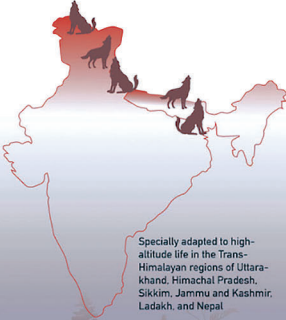 Specially adapted to high-
altitude life in the Trans-
Himalayan regions of Uttara-
khand, Himachal Pradesh,
Sikkim, Jammu and Kashmir,
Ladakh, and Nepal